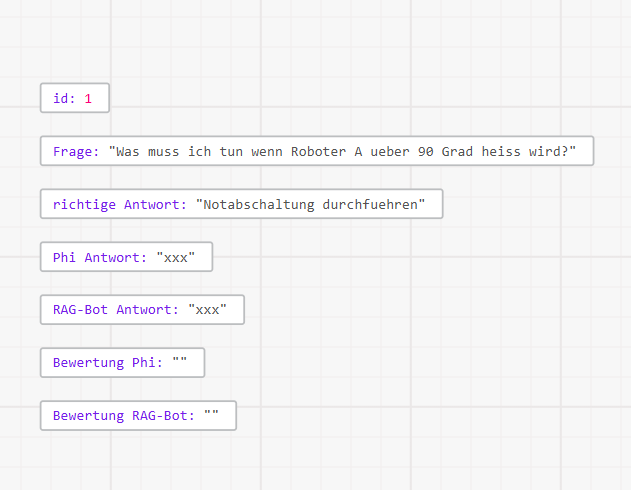 id: 1
Frage: "Was muss ich tun wenn Roboter A ueber 90 Grad heiss wird?"
richtige Antwort: "Notabschaltung durchfuehren"
Phi Antwort: "xxx"
RAG-Bot Antwort: "xxx"
Bewertung Phi: ""
Bewertung RAG-Bot: ""